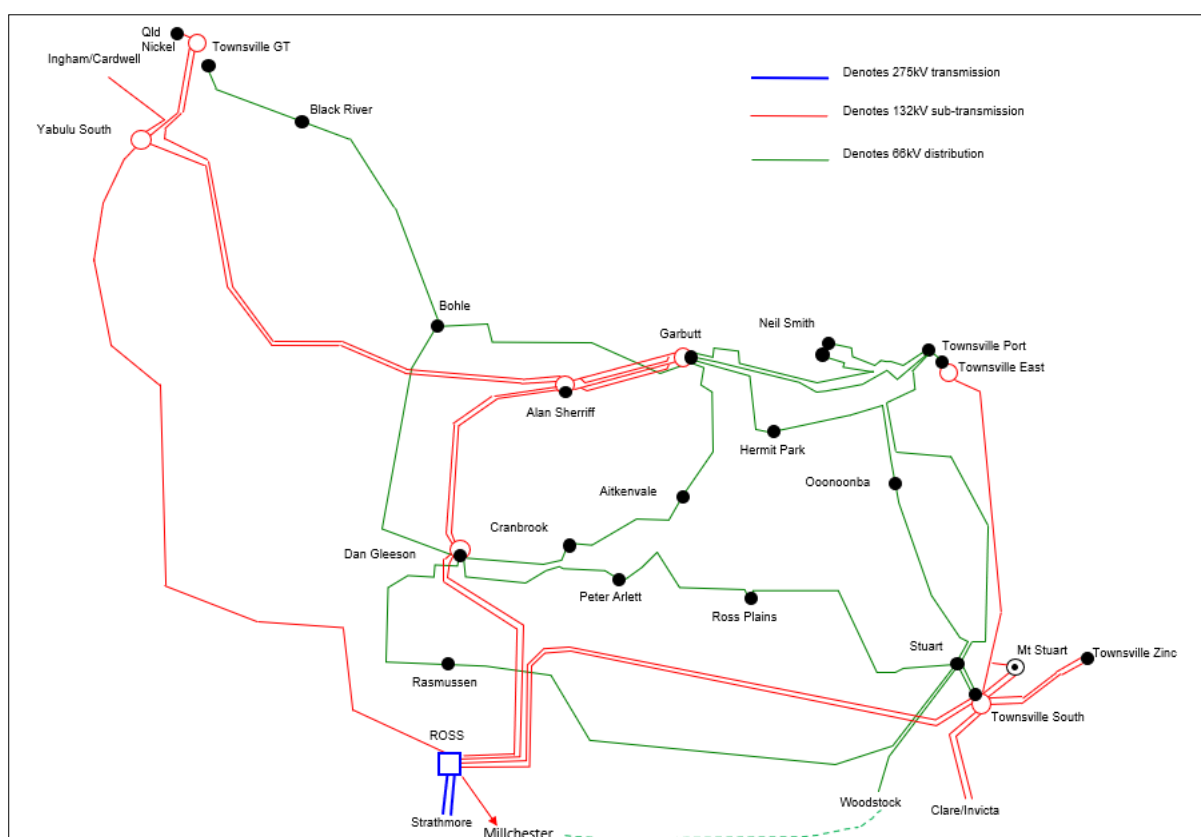 Qld
Nickel
Townsville GT
Ingham/Cardwell
Denotes 275kV transmission
Black River
Denotes 132kV sub-transmission
Yabulu South
Denotes 66kV distribution
Bohle
Neil Smith
Garbutt
Townsville Port
Townsville East
Alan Sherriff
Hermit Park
Ooonoonba
Aitkenvale
Cranbrook
Dan Gleeson
Peter Arlett
Ross Plains
Stuart
Mt Stuart
Townsville Zinc
Rasmussen
Townsville South
ROSS
Woodstock
Clare/Invicta
Strathmore
Millchester